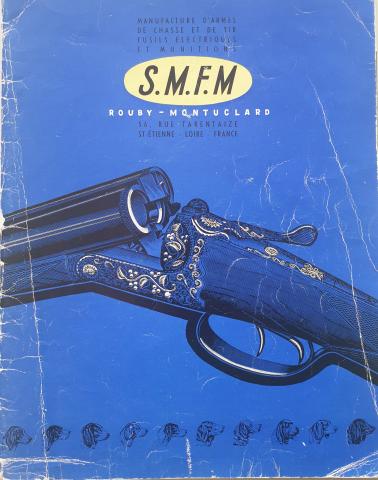 MANUFACTURE D'ARMES
DE CHASSE ET DE TIR
FUSILS ÉLECTRIQUES
ET MUNITIONS
S.M.F.M
ROUBY-MONTUCLARD
56, RUE TARENTAIZE
ST-ÉTIENNE - LOIRE - FRANCE